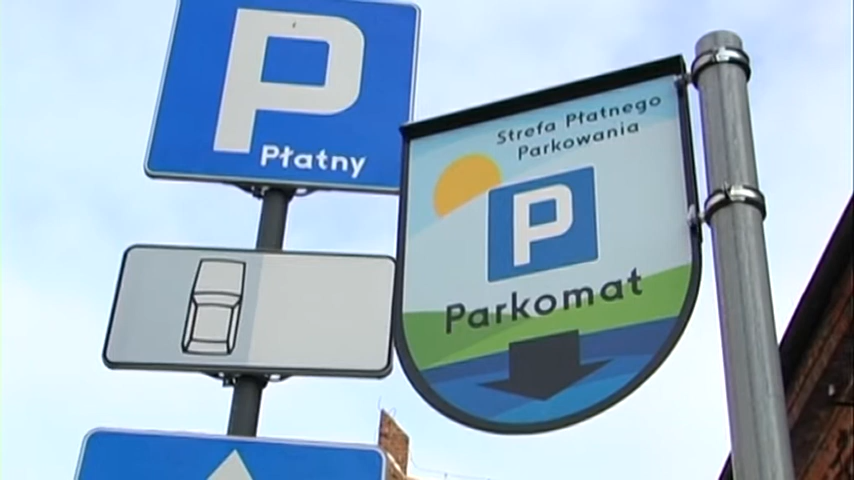 P
Płatny
Strefa Płatnego
Parkowania
P
Parkomat